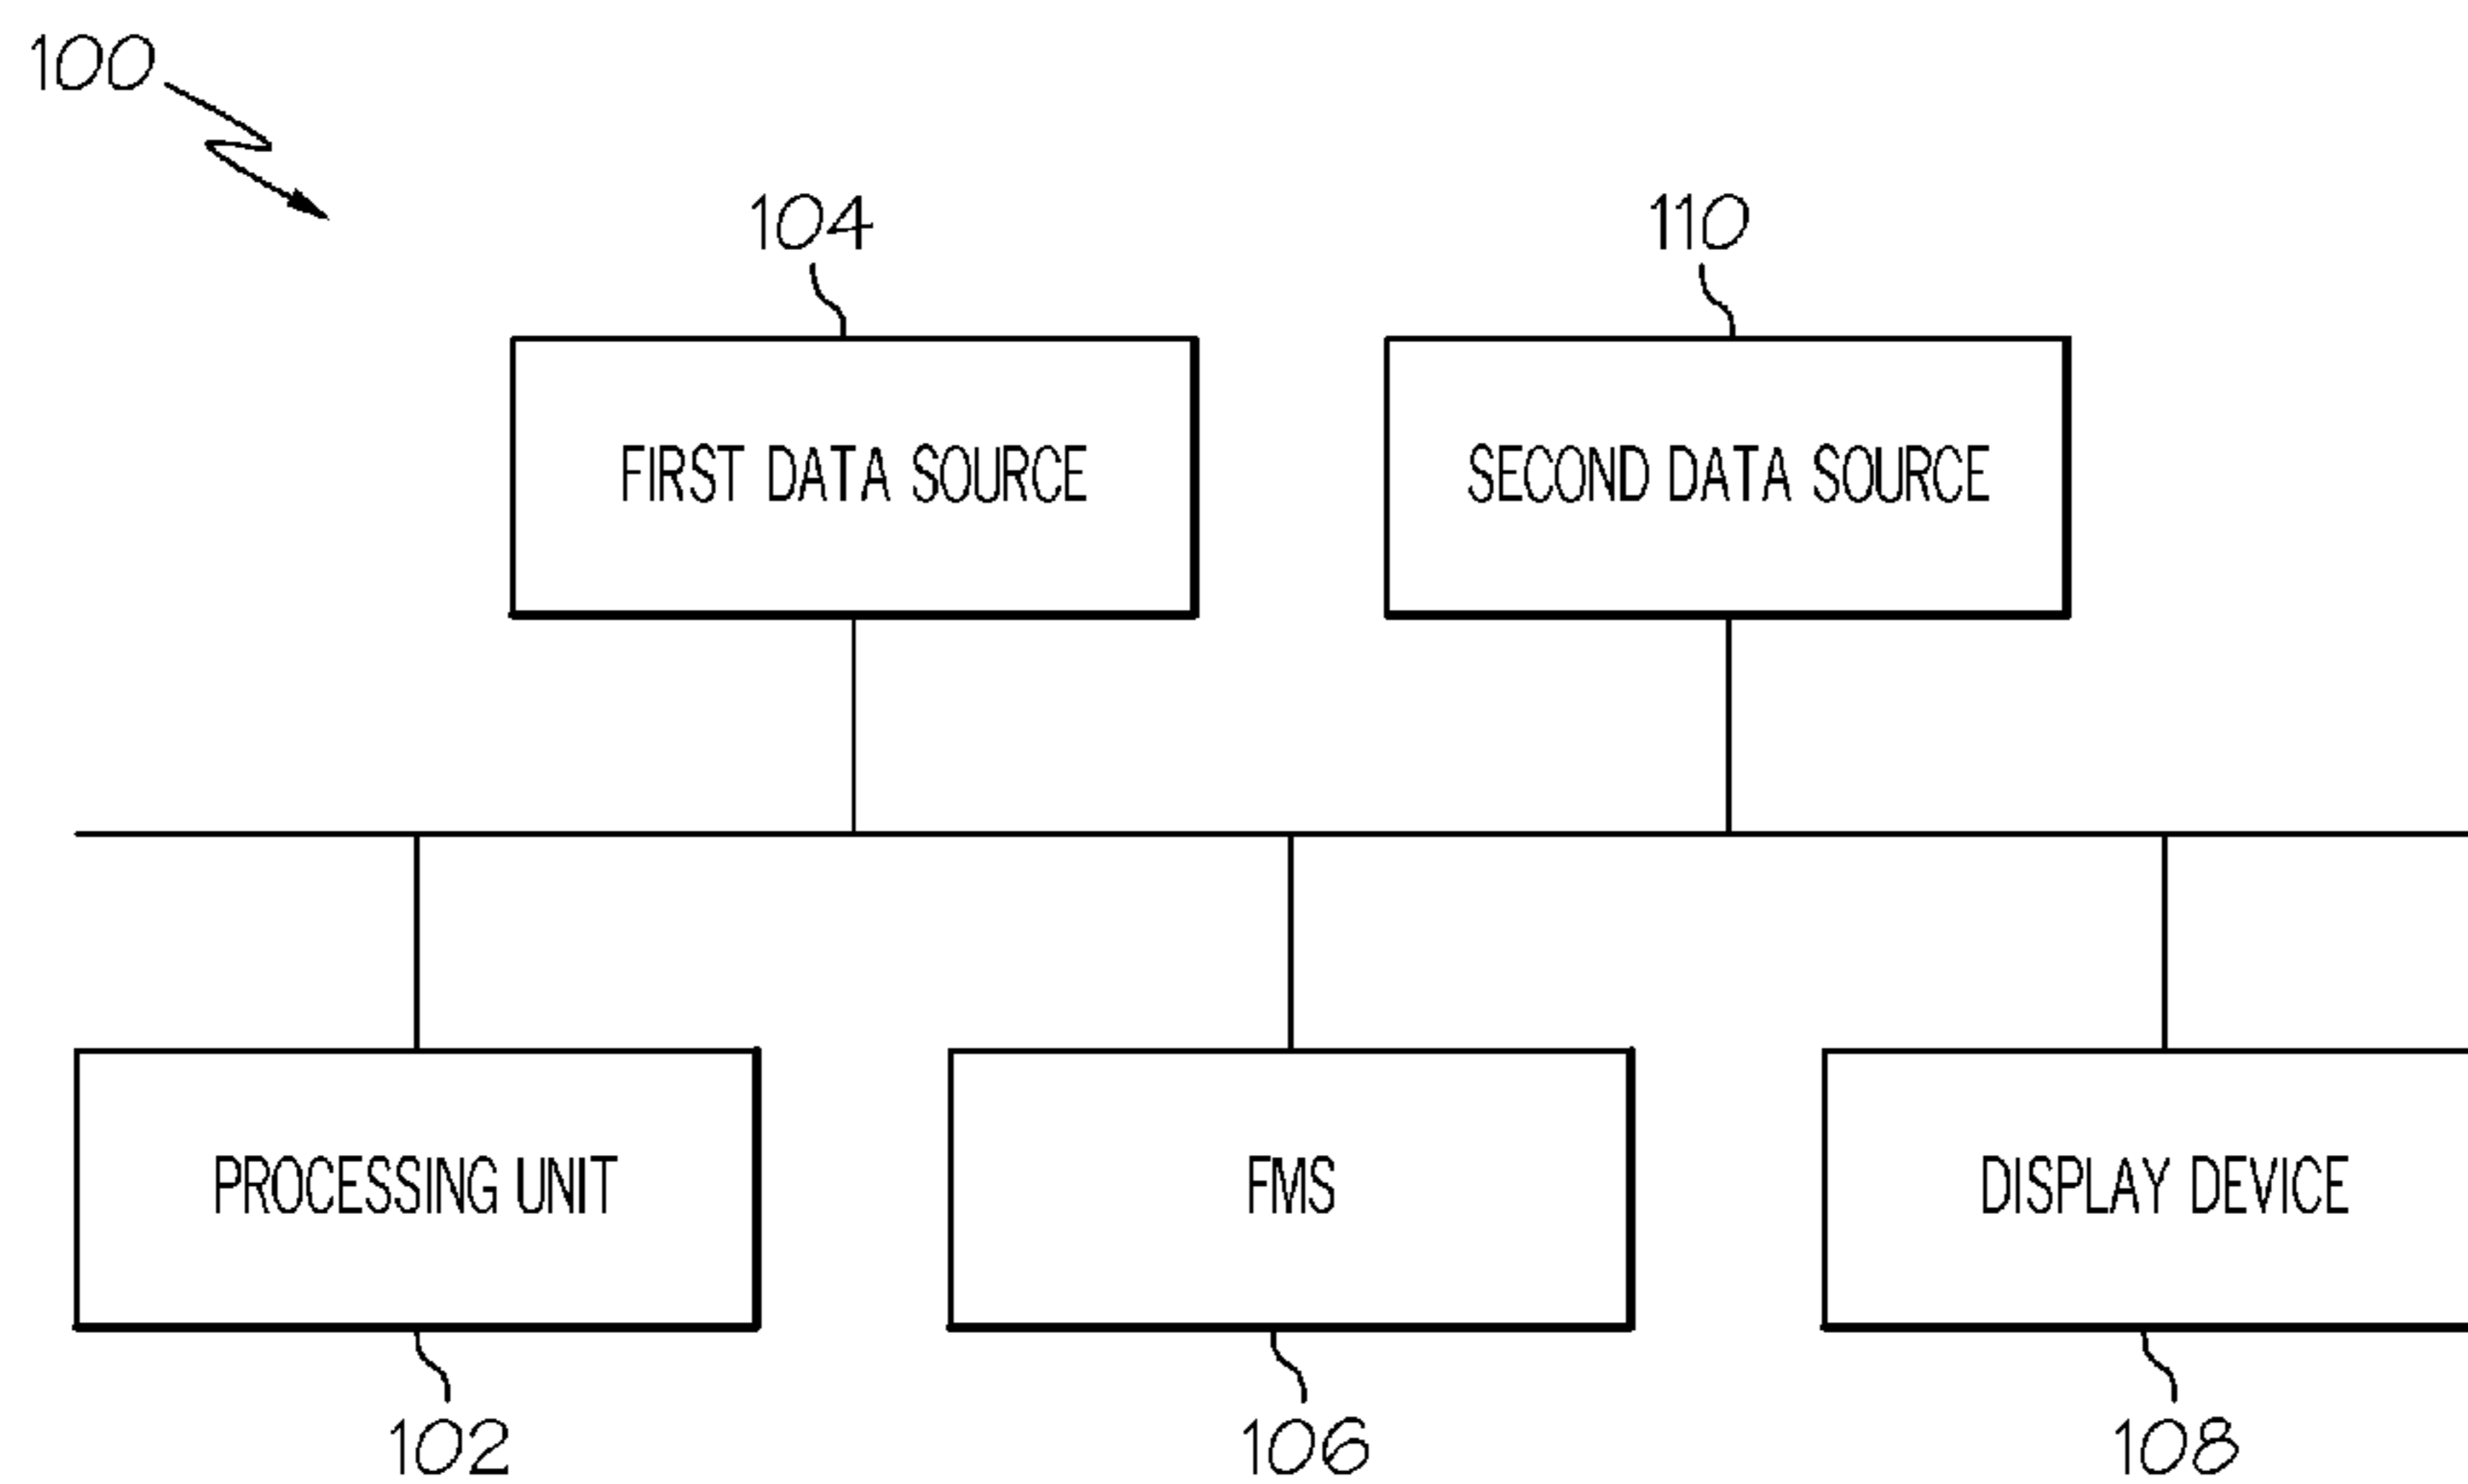 100
104
110
FIRST DATA SOURCE
SECOND DATA SOURCE
PROCESSING UNIT
FMS
DISPLAY DEVICE
102
106
108